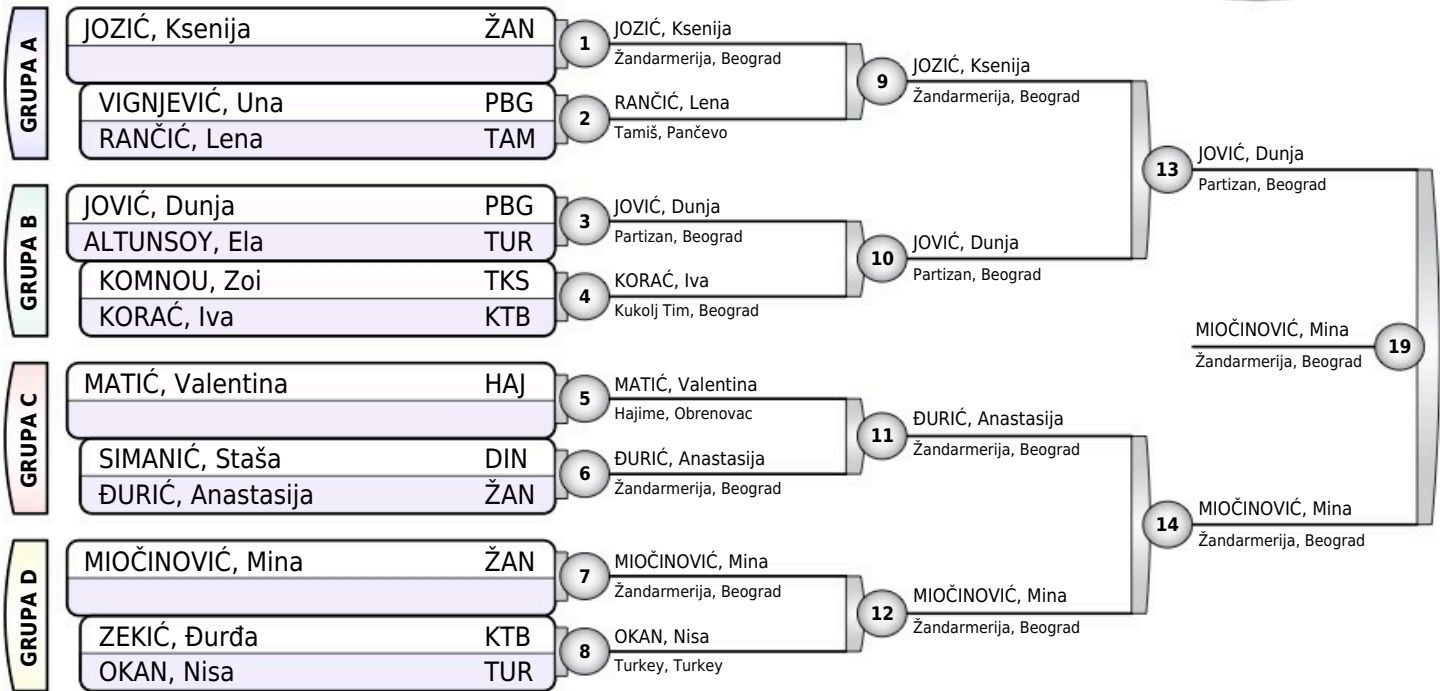 GRUPA A
JOZIĆ, Ksenija ŽAN
VIGNJEVIĆ, Una PBG
RANČIĆ, Lena TAM
1
JOZIĆ, Ksenija
Žandarmerija, Beograd
2
RANČIĆ, Lena
Tamiš, Pančevo
9
JOZIĆ, Ksenija
Žandarmerija, Beograd
GRUPA B
JOVIĆ, Dunja PBG
ALTUNSOY, Ela TUR
KOMNOU, Zoi TKS
KORAĆ, Iva KTB
3
JOVIĆ, Dunja
Partizan, Beograd
4
KORAĆ, Iva
Kukolj Tim, Beograd
10
JOVIĆ, Dunja
Partizan, Beograd
13
JOVIĆ, Dunja
Partizan, Beograd
GRUPA C
MATIĆ, Valentina HAJ
SIMANIĆ, Staša DIN
ĐURIĆ, Anastasija ŽAN
5
MATIĆ, Valentina
Hajime, Obrenovac
6
ĐURIĆ, Anastasija
Žandarmerija, Beograd
11
ĐURIĆ, Anastasija
Žandarmerija, Beograd
GRUPA D
MIOČINOVIĆ, Mina ŽAN
ZEKIĆ, Đurđa KTB
OKAN, Nisa TUR
7
MIOČINOVIĆ, Mina
Žandarmerija, Beograd
8
OKAN, Nisa
Turkey, Turkey
12
MIOČINOVIĆ, Mina
Žandarmerija, Beograd
14
MIOČINOVIĆ, Mina
Žandarmerija, Beograd
MIOČINOVIĆ, Mina
Žandarmerija, Beograd
19